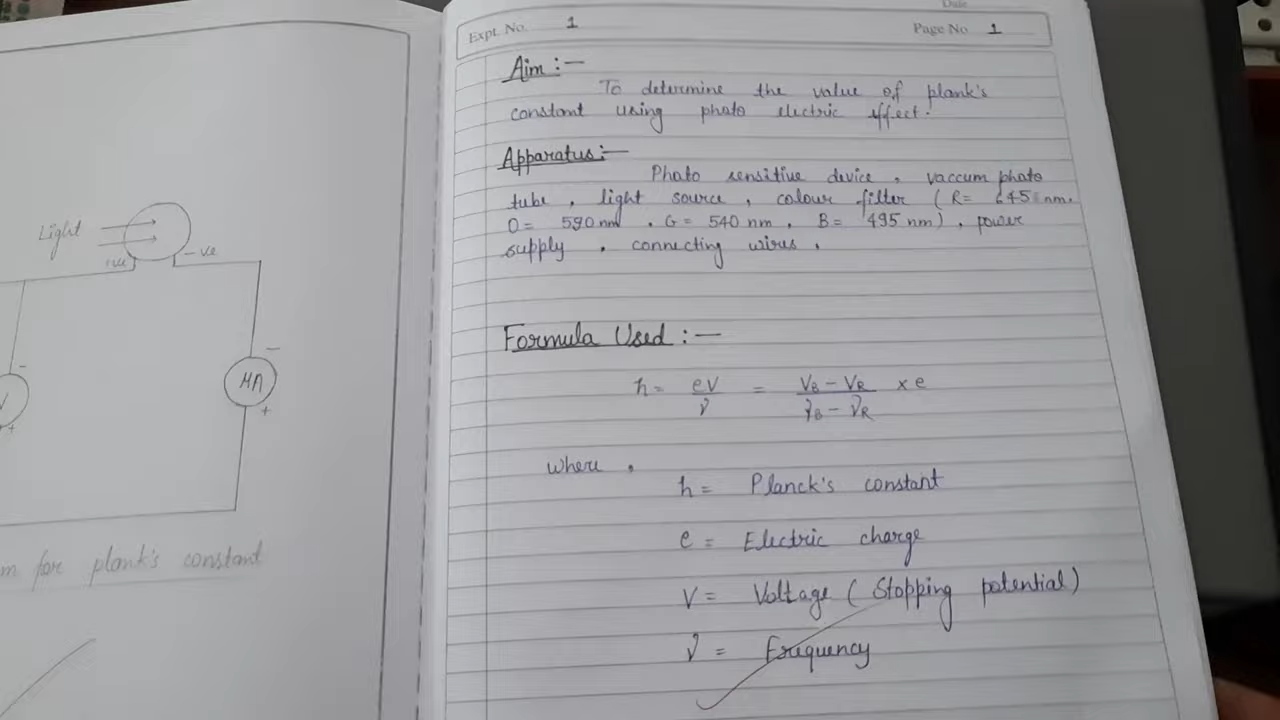 Light
+ve
-ve
-
-
V
μA
+
+
m for plank's constant
Date
Expt. No. 1
Page No 1
Aim :-
To determine the value of plank's
constant using photo electric effect.
Apparatus :-
Photo sensitive device, vaccum photo
tube, light source, colour filter (R= 645 nm,
O= 590 nm, G= 540 nm, B= 495 nm), power
supply, connecting wires.
Formula Used :-
h = eV/ν = (VB - VR)/(νB - νR) × e
where,
h = Planck's constant
e = Electric charge
V = Voltage (Stopping potential)
ν = Frequency